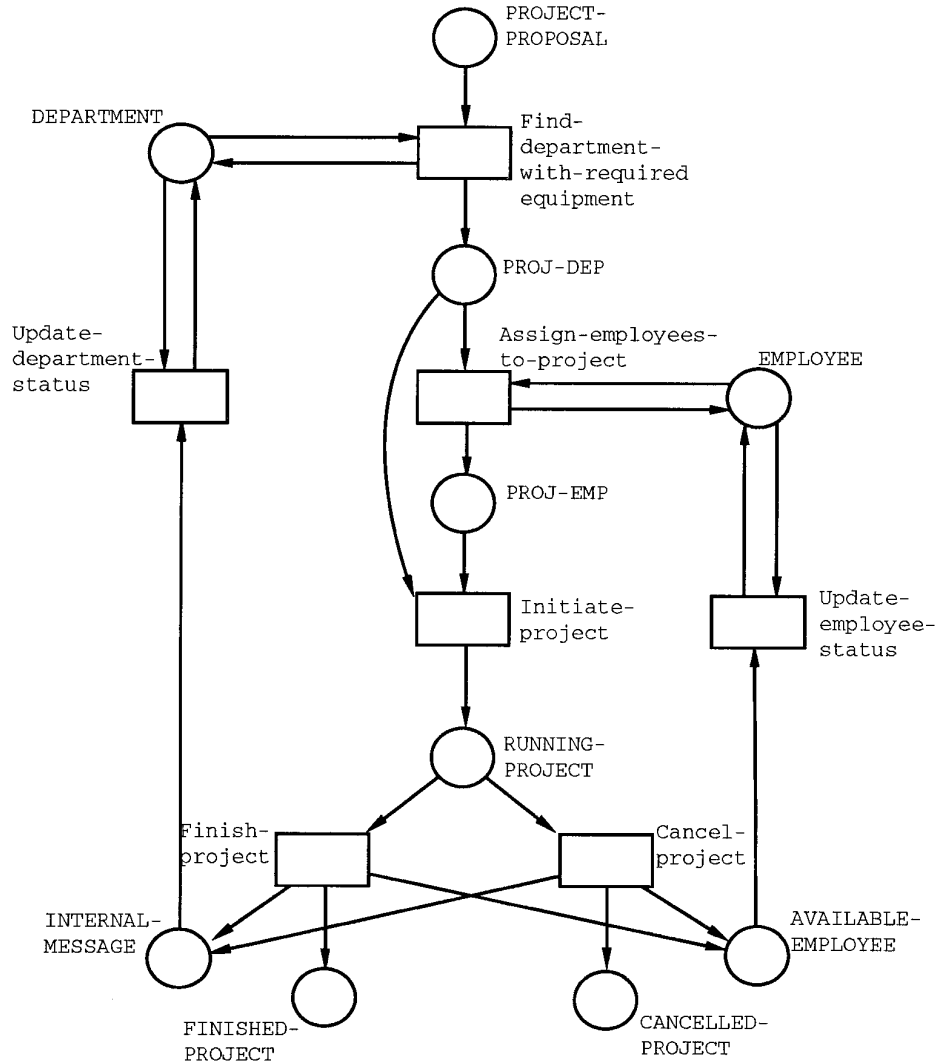 PROJECT-
PROPOSAL
DEPARTMENT
Find-
department-
with-required
equipment
PROJ-DEP
Update-
department-
status
Assign-employees-
to-project
EMPLOYEE
PROJ-EMP
Initiate-
project
Update-
employee-
status
RUNNING-
PROJECT
Finish-
project
Cancel-
project
INTERNAL-
MESSAGE
AVAILABLE-
EMPLOYEE
FINISHED-
PROJECT
CANCELLED-
PROJECT